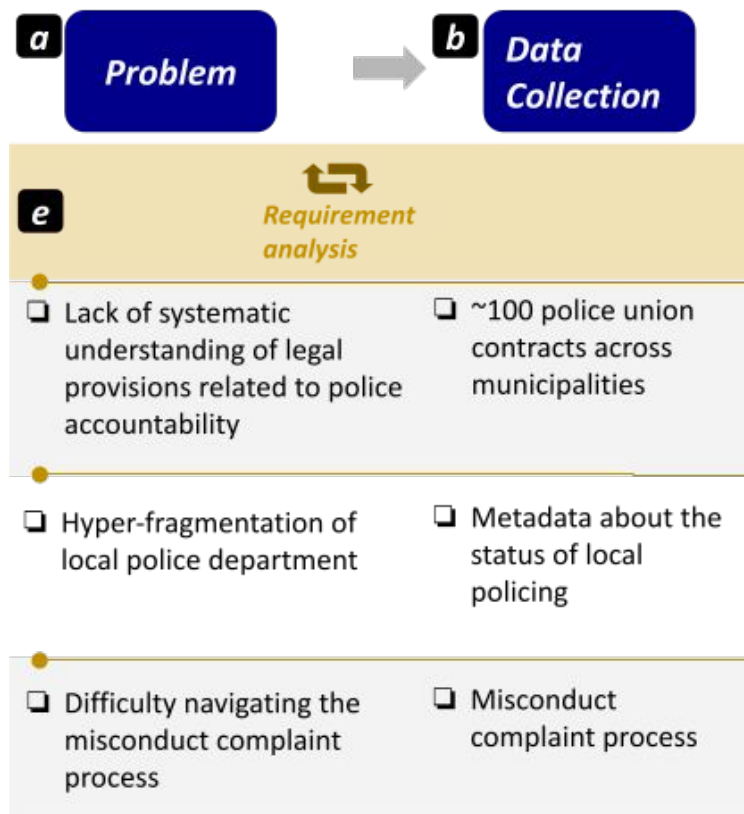 a
Problem
b
Data
Collection
e
Requirement
analysis
❏ Lack of systematic
understanding of legal
provisions related to police
accountability
❏ ~100 police union
contracts across
municipalities
❏ Hyper-fragmentation of
local police department
❏ Metadata about the
status of local
policing
❏ Difficulty navigating the
misconduct complaint
process
❏ Misconduct
complaint process